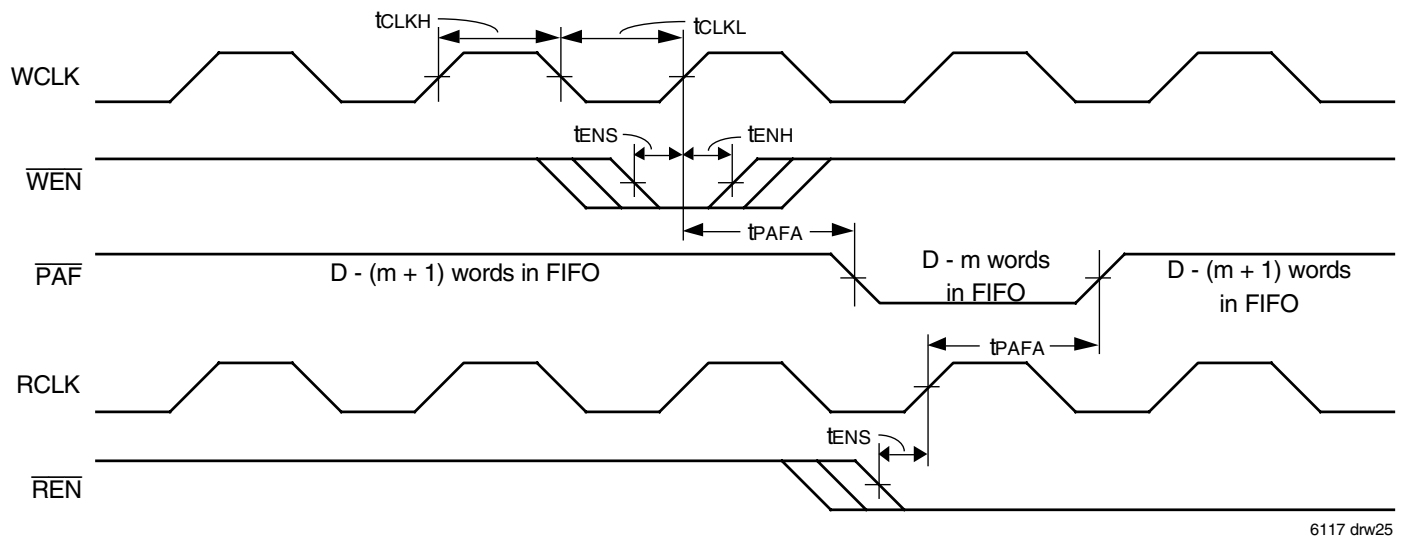 tCLKH
tCLKL
WCLK
tENS
tENH
WEN
tPAFA
PAF
D - (m + 1) words in FIFO
D - m words
in FIFO
D - (m + 1) words
in FIFO
tPAFA
RCLK
tENS
REN
6117 drw25